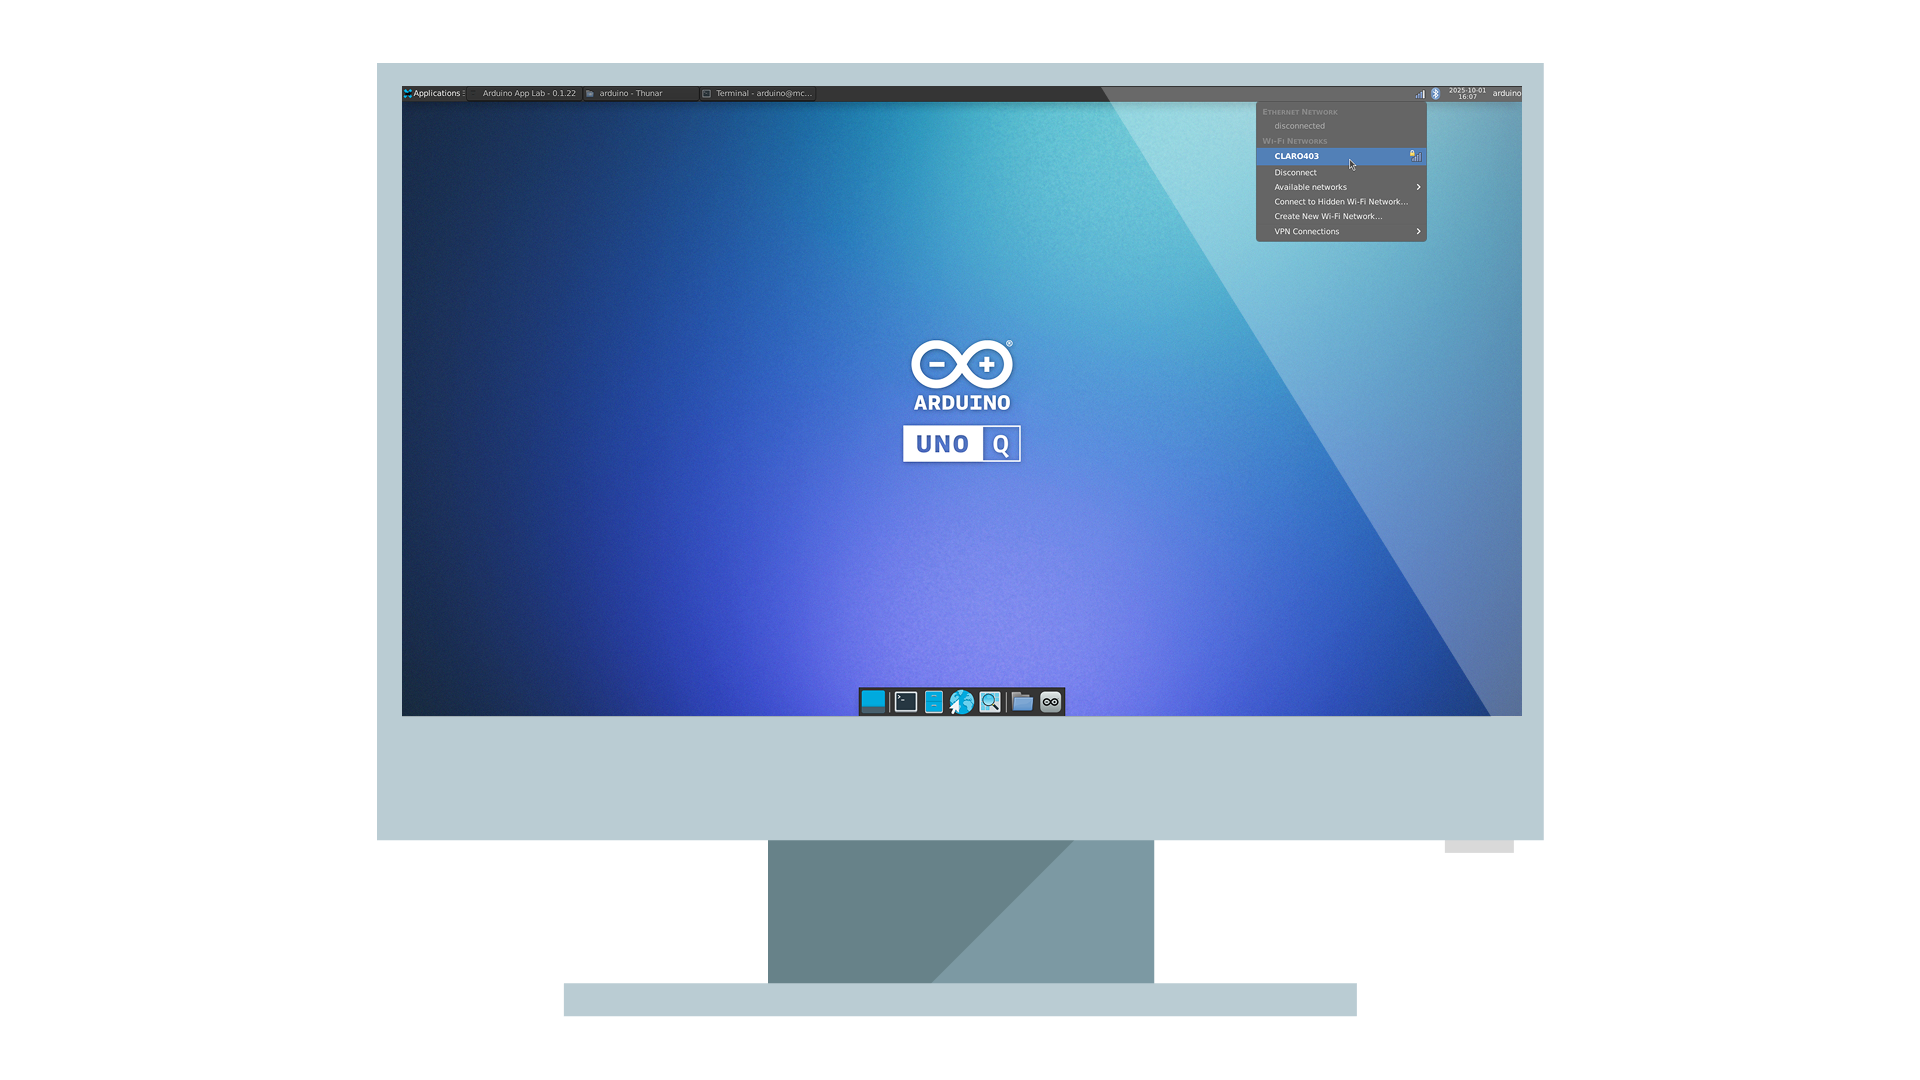 Applications
Arduino App Lab - 0.1.22
arduino - Thunar
Terminal - arduino@mc...
2025-10-01
16:07
arduino
Ethernet Network
disconnected
Wi-Fi Networks
CLARO403
Disconnect
Available networks
Connect to Hidden Wi-Fi Network...
Create New Wi-Fi Network...
VPN Connections
ARDUINO
UNO Q